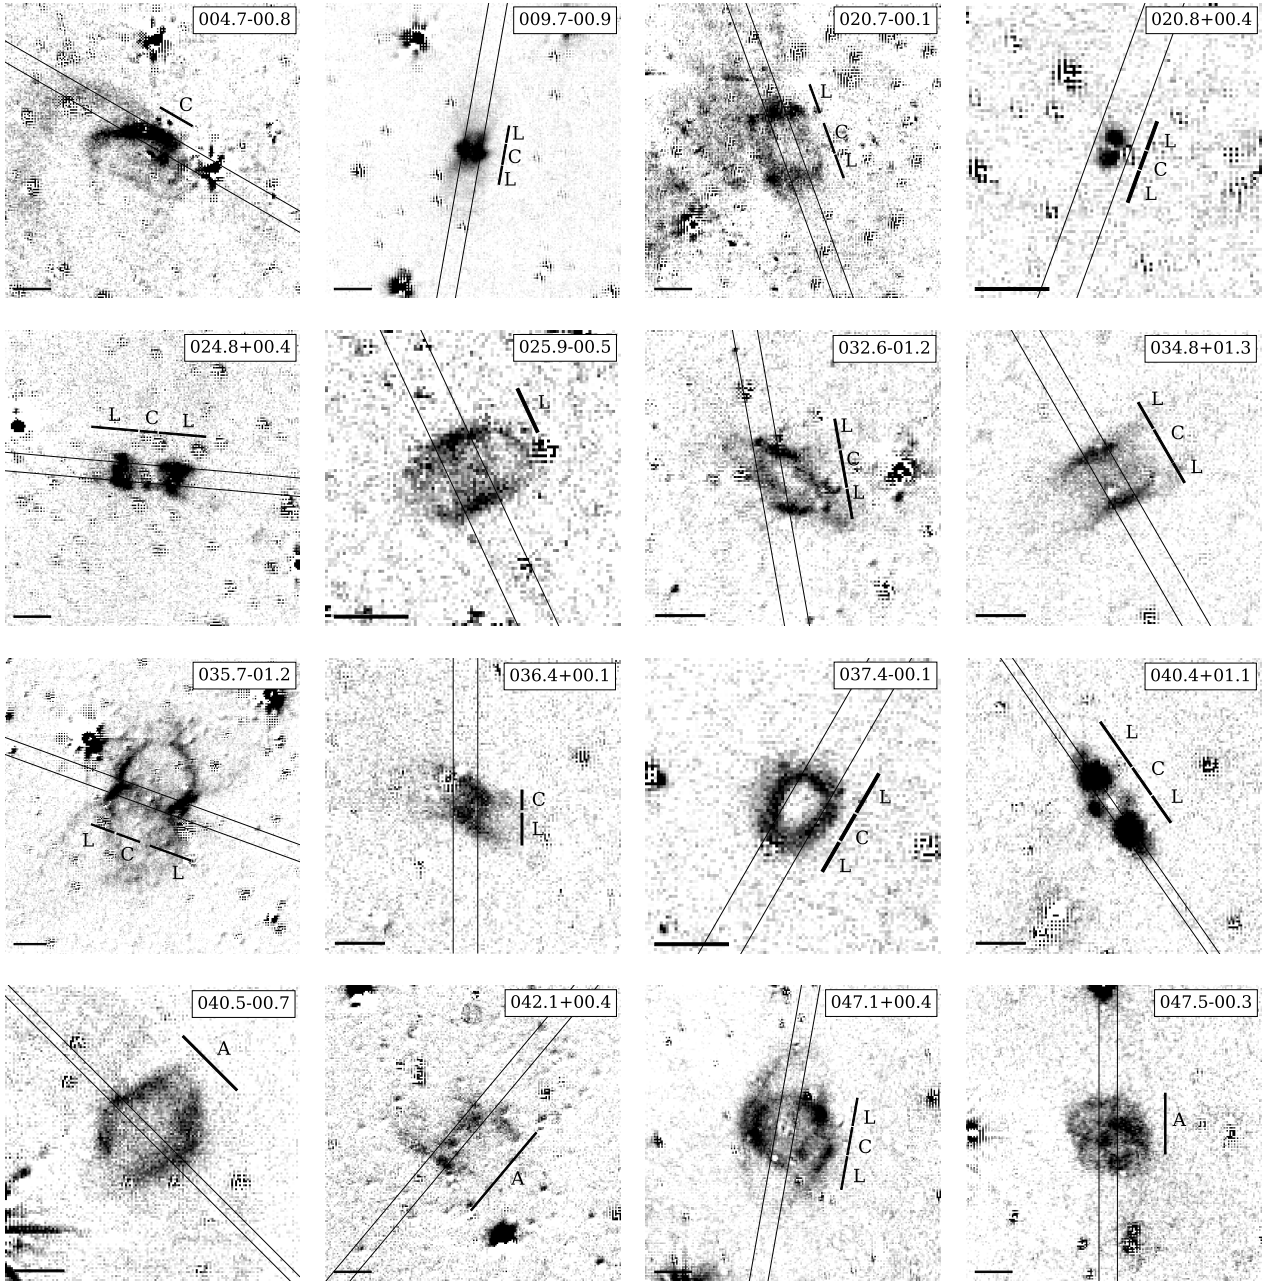 004.7-00.8
C
009.7-00.9
L
C
L
020.7-00.1
L
C
L
020.8+00.4
L
C
L
024.8+00.4
L C L
025.9-00.5
L
032.6-01.2
L
C
L
034.8+01.3
L
C
L
035.7-01.2
L
C
L
036.4+00.1
C
L
037.4-00.1
L
C
L
040.4+01.1
L
C
L
040.5-00.7
A
042.1+00.4
A
047.1+00.4
L
C
L
047.5-00.3
A